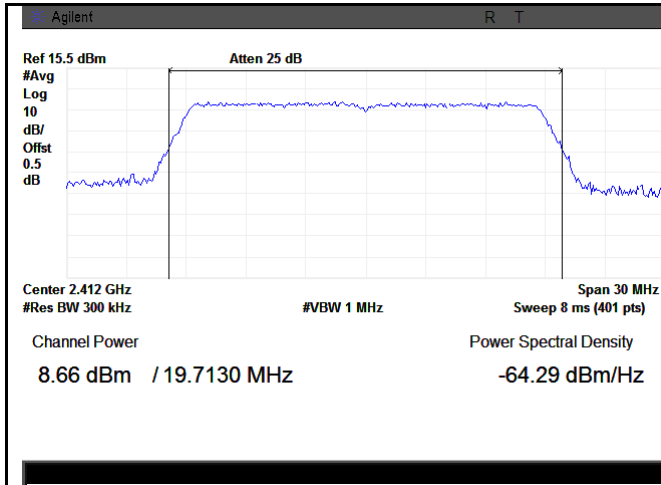 Agilent R T
Ref 15.5 dBm Atten 25 dB
#Avg
Log
10
dB/
Offst
0.5
dB
Center 2.412 GHz Span 30 MHz
#Res BW 300 kHz #VBW 1 MHz Sweep 8 ms (401 pts)
Channel Power Power Spectral Density
8.66 dBm / 19.7130 MHz -64.29 dBm/Hz